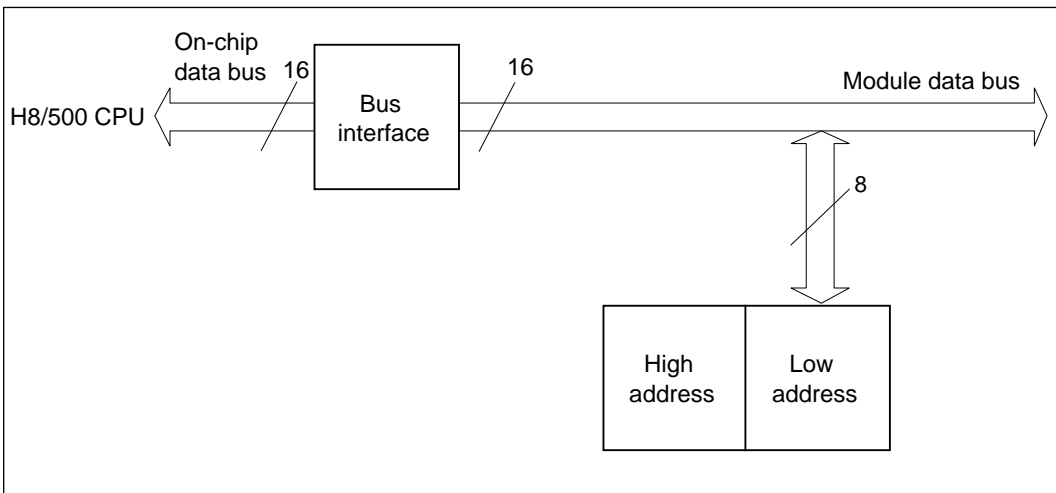 On-chip
data bus
16
16
Module data bus
H8/500 CPU
Bus
interface
8
High
address
Low
address